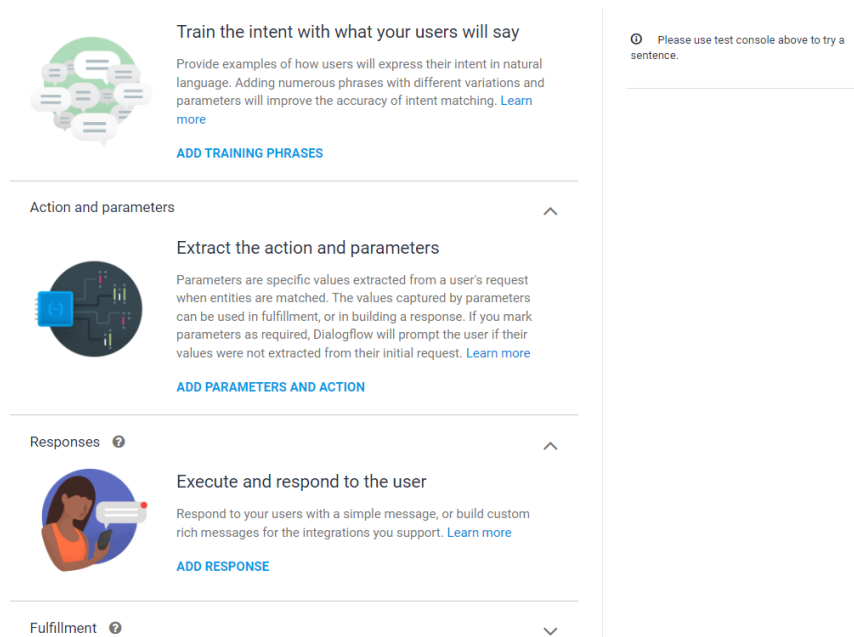 Train the intent with what your users will say
Provide examples of how users will express their intent in natural
language. Adding numerous phrases with different variations and
parameters will improve the accuracy of intent matching. Learn
more
ADD TRAINING PHRASES
Action and parameters
Extract the action and parameters
Parameters are specific values extracted from a user's request
when entities are matched. The values captured by parameters
can be used in fulfillment, or in building a response. If you mark
parameters as required, Dialogflow will prompt the user if their
values were not extracted from their initial request. Learn more
ADD PARAMETERS AND ACTION
Responses
Execute and respond to the user
Respond to your users with a simple message, or build custom
rich messages for the integrations you support. Learn more
ADD RESPONSE
Fulfillment
Please use test console above to try a
sentence.